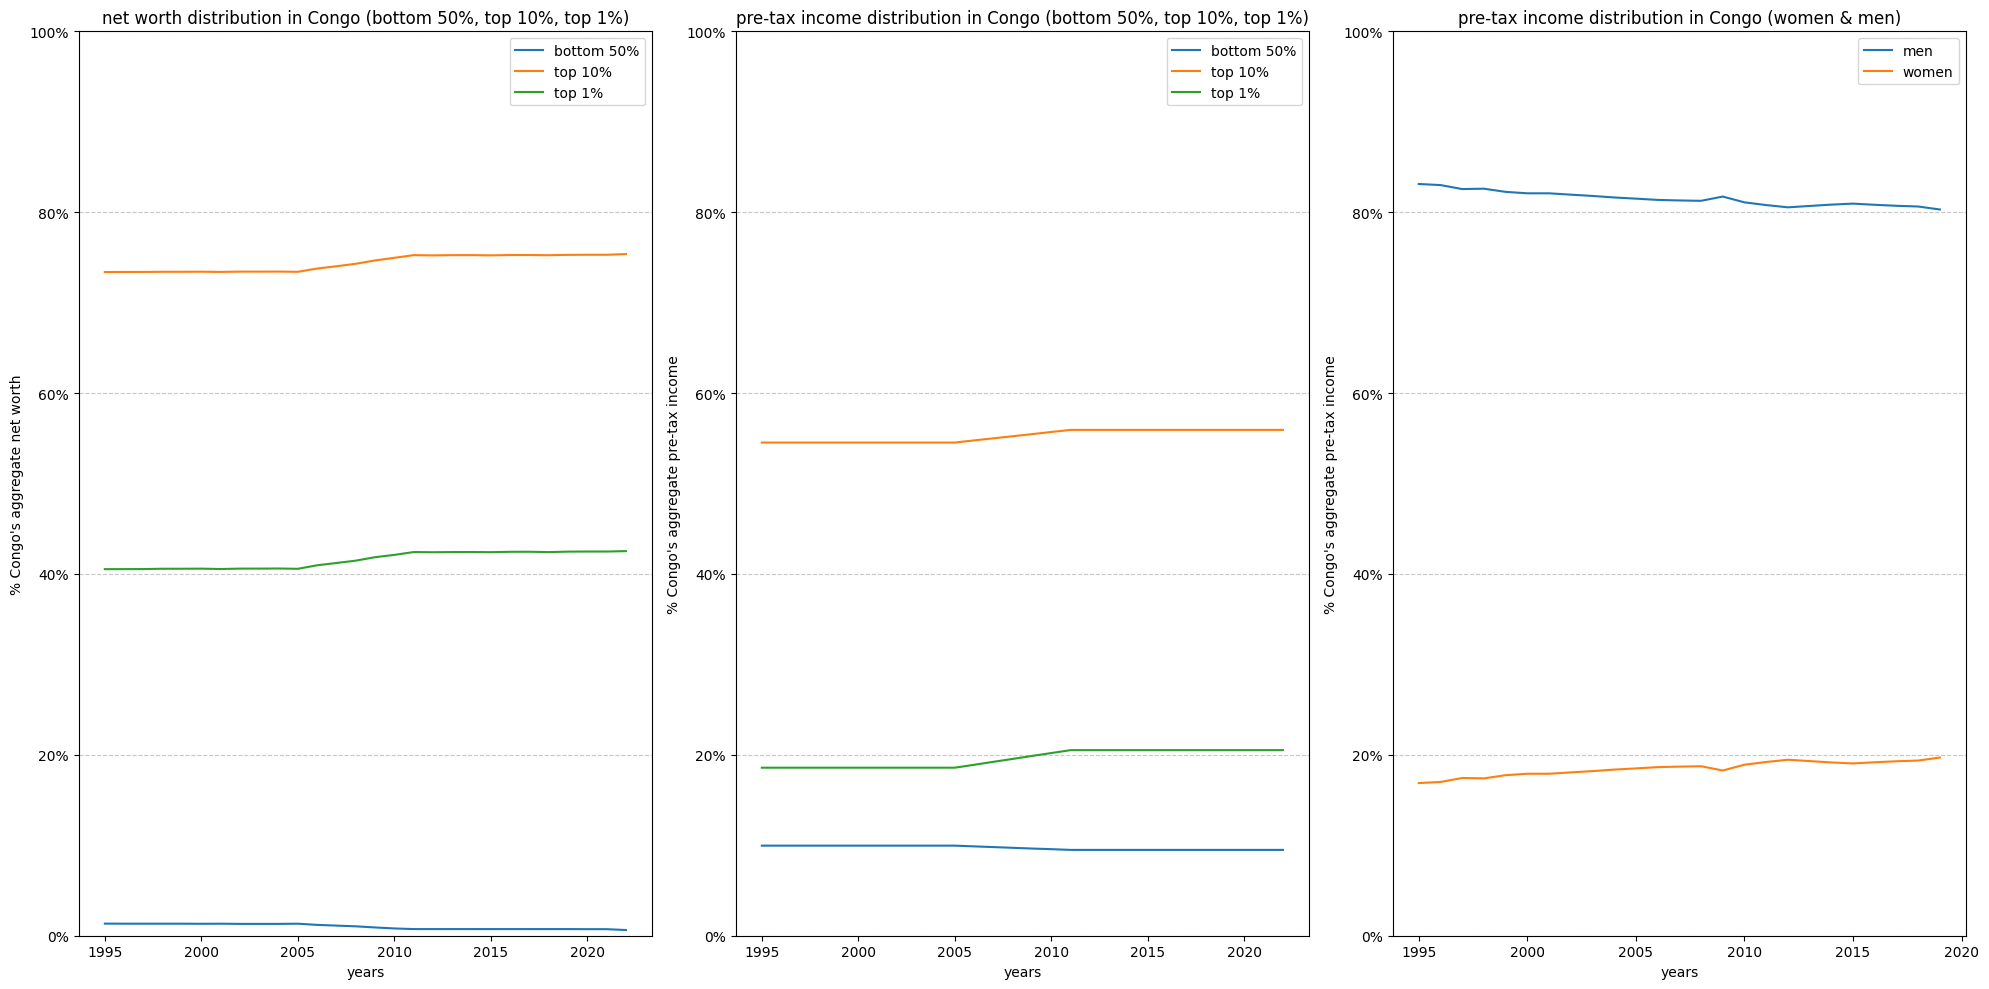 net worth distribution in Congo (bottom 50%, top 10%, top 1%)
100%
80%
60%
40%
20%
0%
% Congo's aggregate net worth
bottom 50%
top 10%
top 1%
1995 2000 2005 2010 2015 2020
years
pre-tax income distribution in Congo (bottom 50%, top 10%, top 1%)
100%
80%
60%
40%
20%
0%
% Congo's aggregate pre-tax income
bottom 50%
top 10%
top 1%
1995 2000 2005 2010 2015 2020
years
pre-tax income distribution in Congo (women & men)
100%
80%
60%
40%
20%
0%
% Congo's aggregate pre-tax income
men
women
1995 2000 2005 2010 2015 2020
years